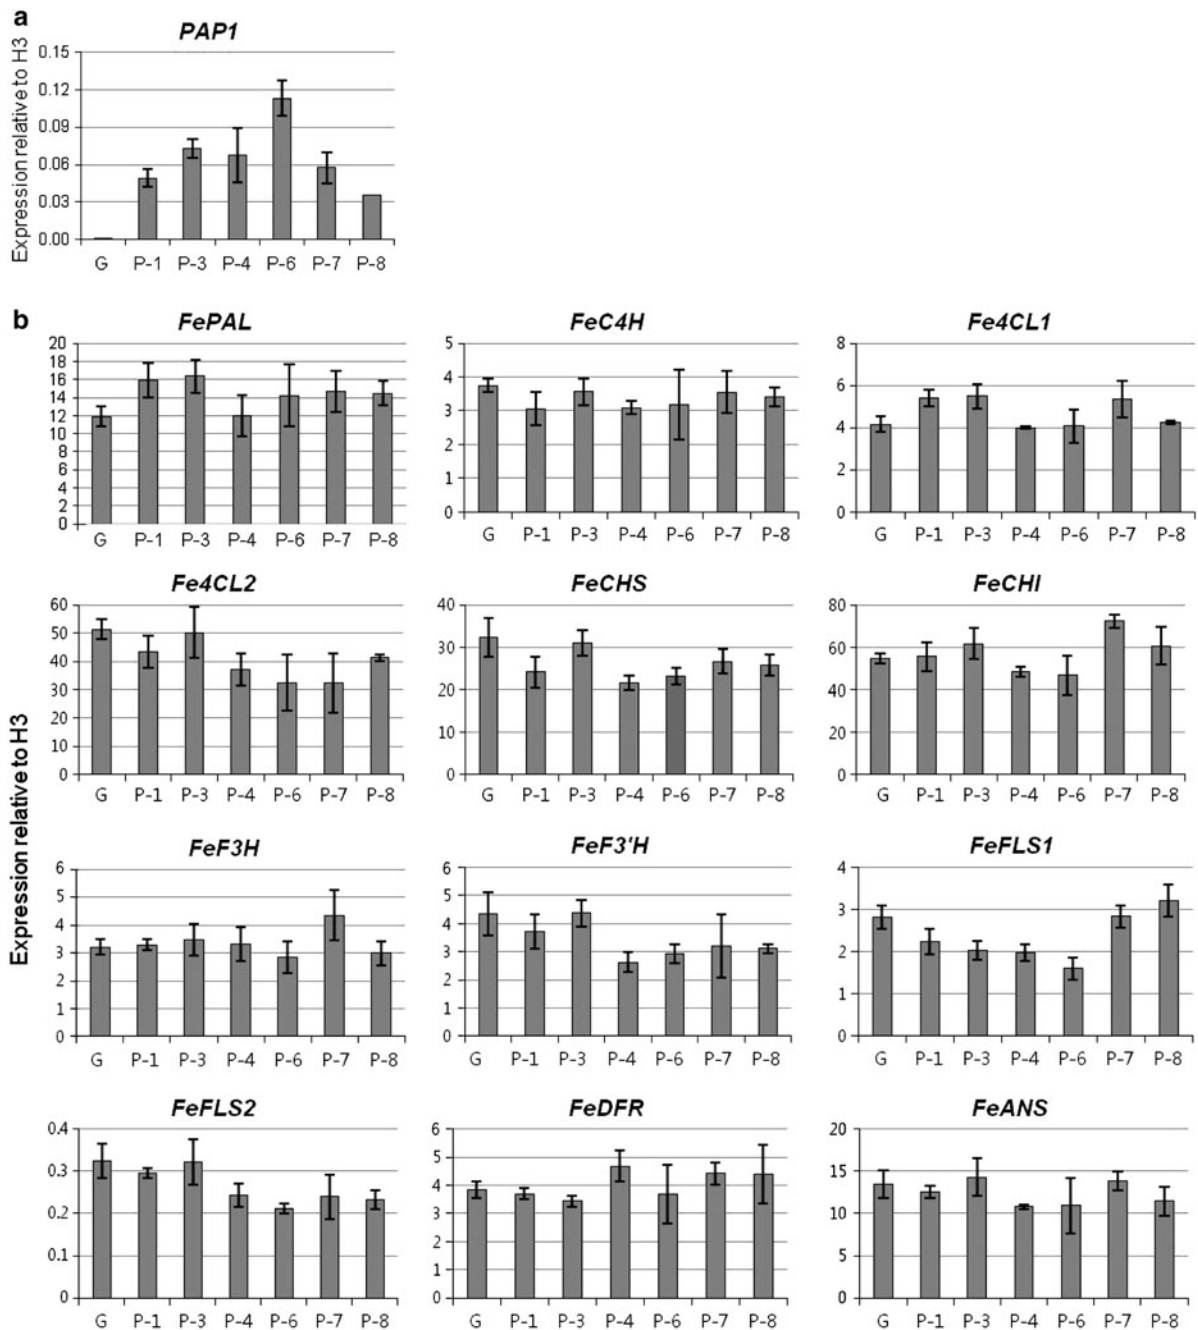 a
PAP1
Expression relative to H3
0.15
0.12
0.09
0.06
0.03
0.00
G P-1 P-3 P-4 P-6 P-7 P-8
b
Expression relative to H3
FePAL
20
18
16
14
12
10
8
6
4
2
0
G P-1 P-3 P-4 P-6 P-7 P-8
FeC4H
5
4
3
2
1
0
G P-1 P-3 P-4 P-6 P-7 P-8
Fe4CL1
8
6
4
2
0
G P-1 P-3 P-4 P-6 P-7 P-8
Fe4CL2
60
50
40
30
20
10
0
G P-1 P-3 P-4 P-6 P-7 P-8
FeCHS
40
30
20
10
0
G P-1 P-3 P-4 P-6 P-7 P-8
FeCHI
80
60
40
20
0
G P-1 P-3 P-4 P-6 P-7 P-8
FeF3H
6
5
4
3
2
1
0
G P-1 P-3 P-4 P-6 P-7 P-8
FeF3'H
6
5
4
3
2
1
0
G P-1 P-3 P-4 P-6 P-7 P-8
FeFLS1
4
3
2
1
0
G P-1 P-3 P-4 P-6 P-7 P-8
FeFLS2
0.4
0.3
0.2
0.1
0
G P-1 P-3 P-4 P-6 P-7 P-8
FeDFR
6
5
4
3
2
1
0
G P-1 P-3 P-4 P-6 P-7 P-8
FeANS
20
15
10
5
0
G P-1 P-3 P-4 P-6 P-7 P-8